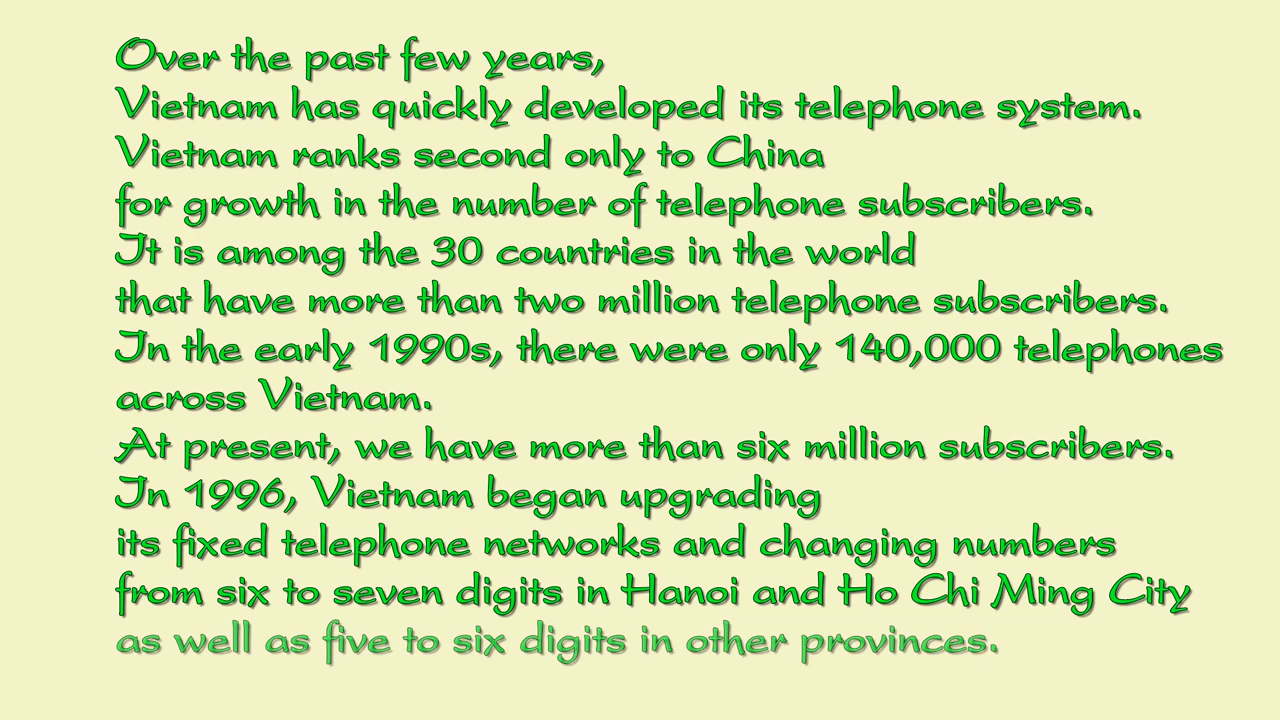 Over the past few years,
Vietnam has quickly developed its telephone system.
Vietnam ranks second only to China
for growth in the number of telephone subscribers.
It is among the 30 countries in the world
that have more than two million telephone subscribers.
In the early 1990s, there were only 140,000 telephones
across Vietnam.
At present, we have more than six million subscribers.
In 1996, Vietnam began upgrading
its fixed telephone networks and changing numbers
from six to seven digits in Hanoi and Ho Chi Ming City
as well as five to six digits in other provinces.